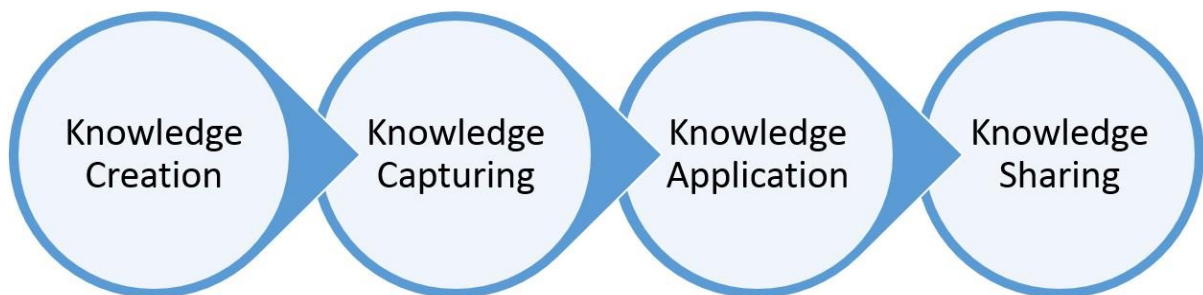 Knowledge
Creation
Knowledge
Capturing
Knowledge
Application
Knowledge
Sharing